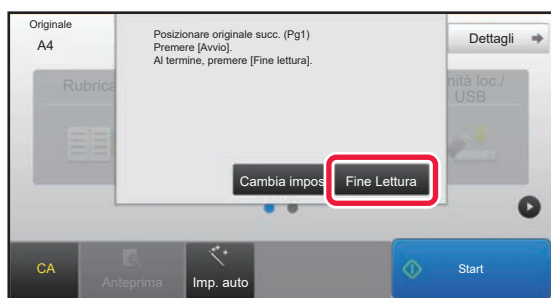 Originale
A4
Posizionare originale succ. (Pg1)
Premere [Avvio].
Al termine, premere [Fine lettura].
Dettagli
Rubrica
nità loc./
USB
Cambia impos
Fine Lettura
CA
Anteprima
Imp. auto
Start